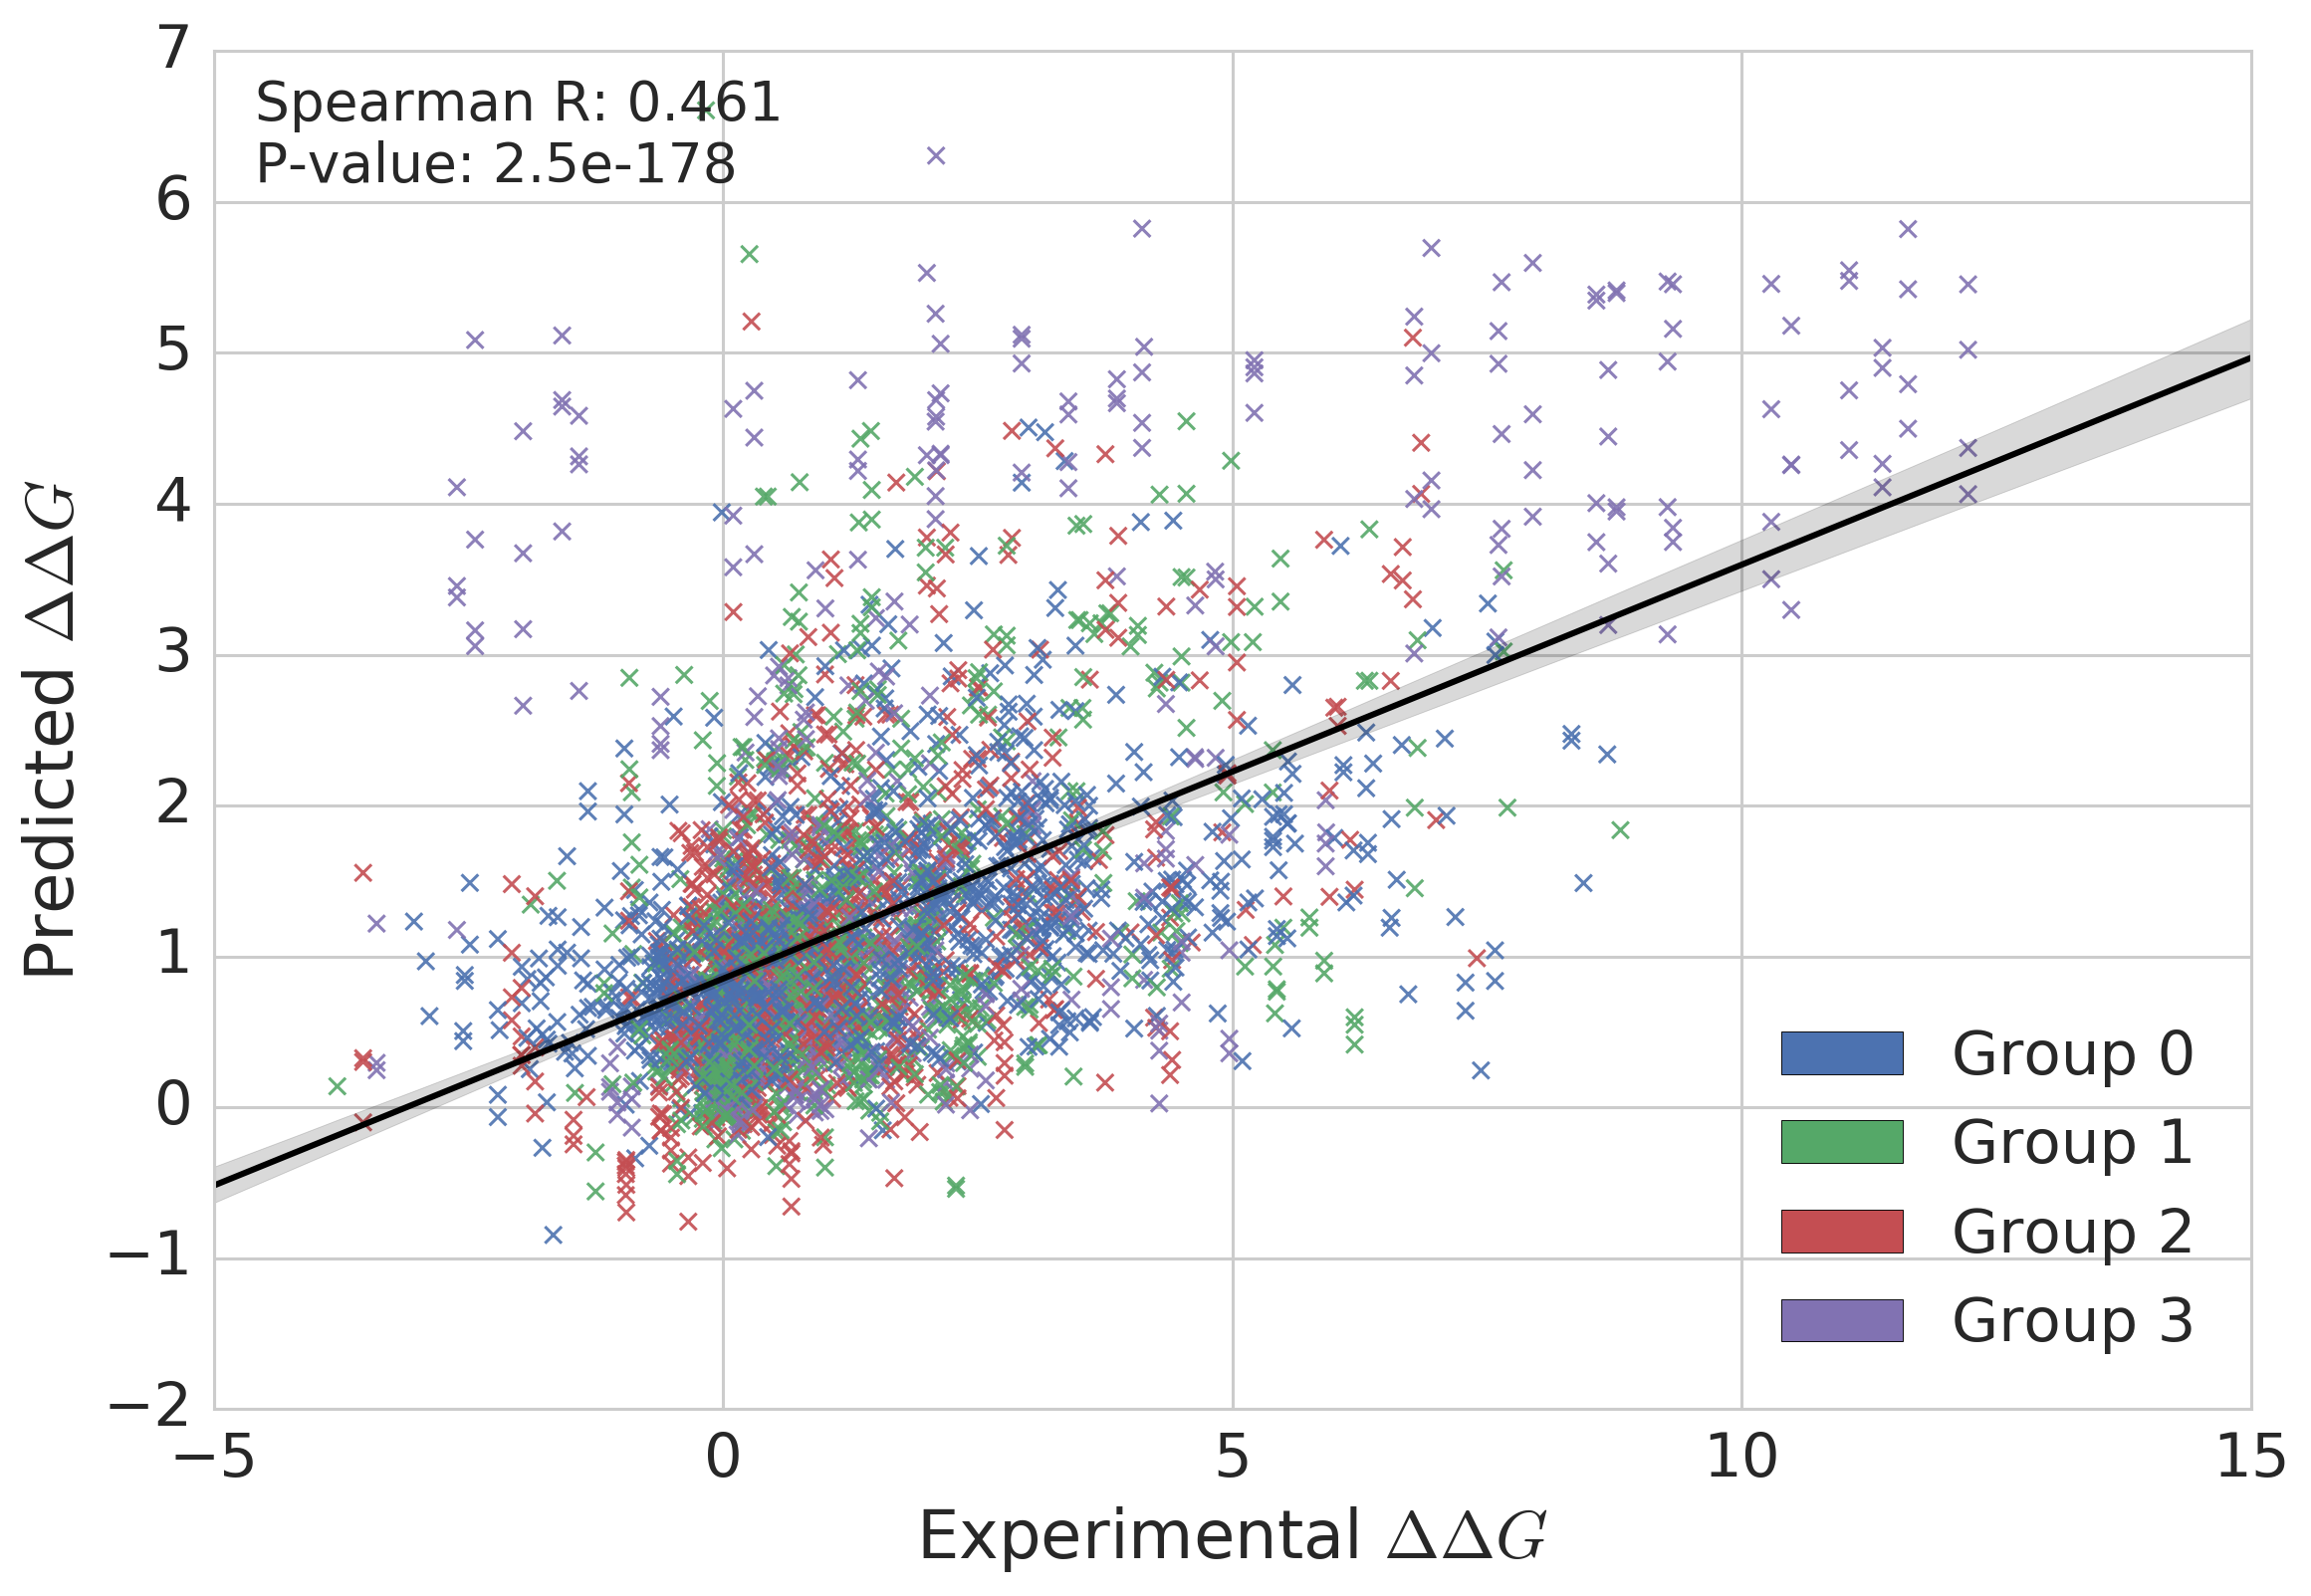 Spearman R: 0.461
P-value: 2.5e-178
7
6
5
4
3
2
1
0
−1
−2
Predicted ΔΔG
−5
0
5
10
15
Experimental ΔΔG
Group 0
Group 1
Group 2
Group 3